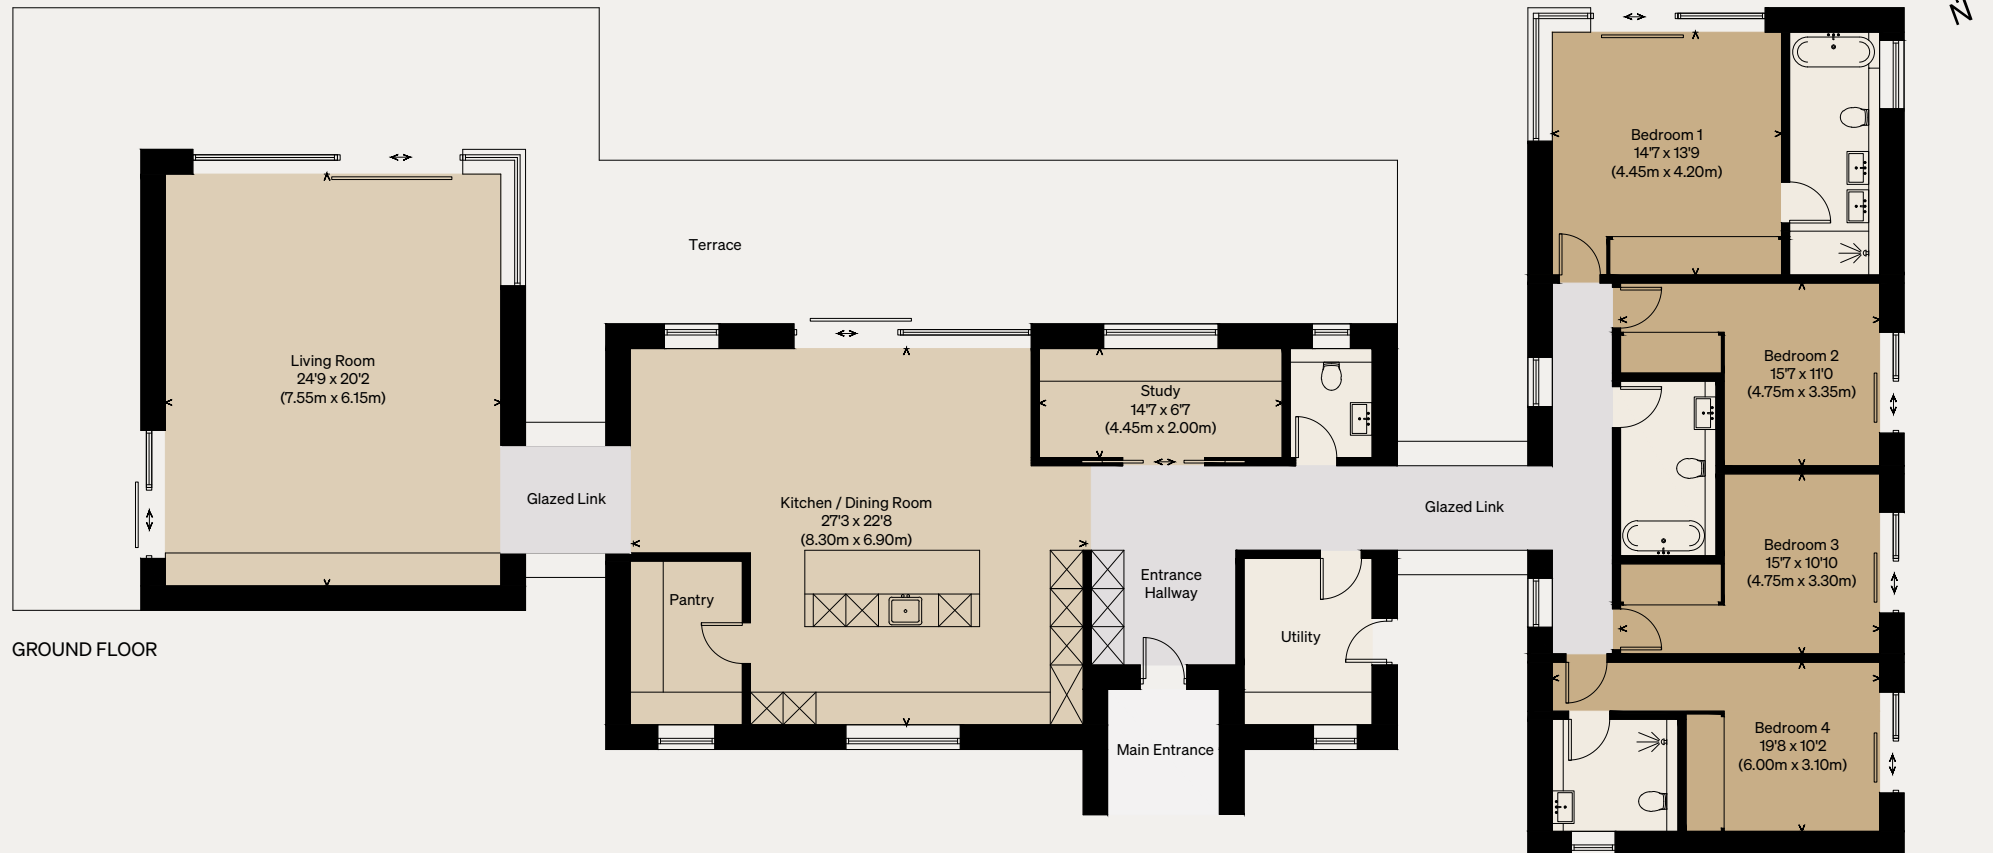 N
Bedroom 1
14'7 x 13'9
(4.45m x 4.20m)
Terrace
Living Room
24'9 x 20'2
(7.55m x 6.15m)
Study
14'7 x 6'7
(4.45m x 2.00m)
Bedroom 2
15'7 x 11'0
(4.75m x 3.35m)
Glazed Link
Kitchen / Dining Room
27'3 x 22'8
(8.30m x 6.90m)
Glazed Link
Bedroom 3
15'7 x 10'10
(4.75m x 3.30m)
Entrance
Hallway
Pantry
Utility
GROUND FLOOR
Main Entrance
Bedroom 4
19'8 x 10'2
(6.00m x 3.10m)